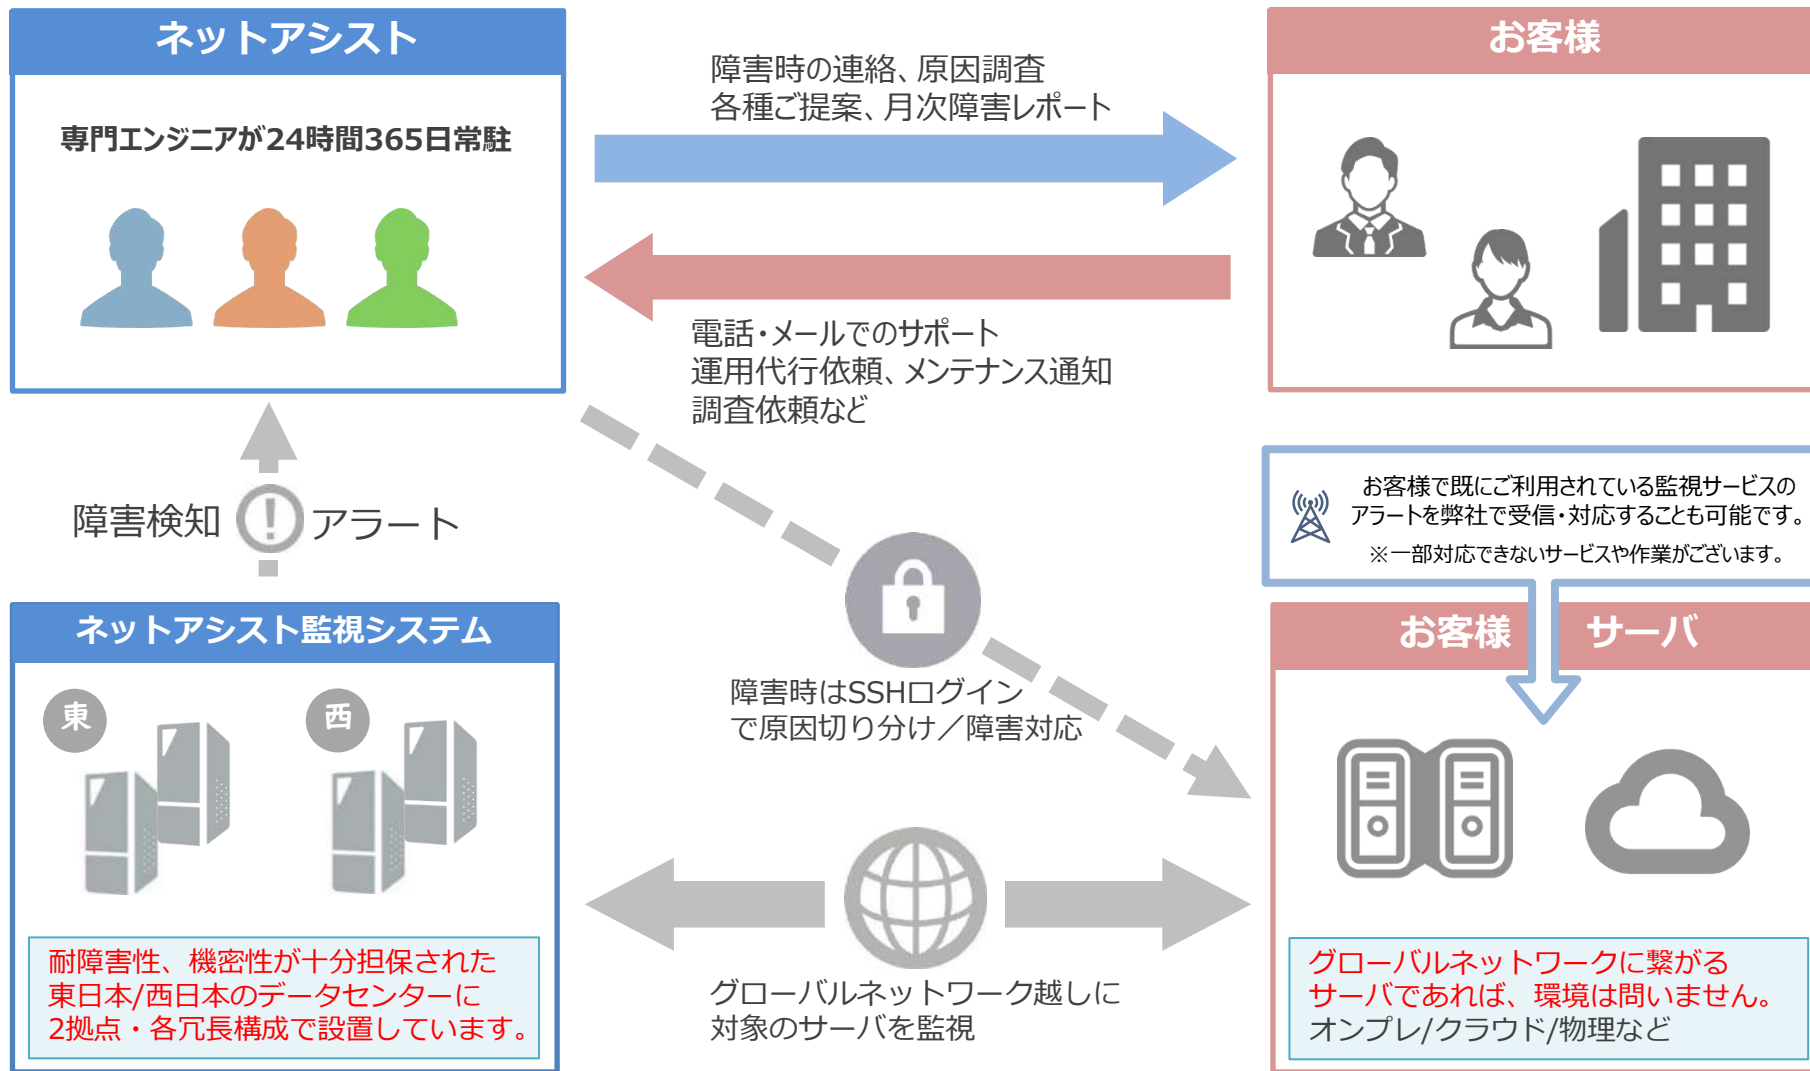 ネットアシスト
専門エンジニアが24時間365日常駐
障害時の連絡、原因調査
各種ご提案、月次障害レポート
お客様
電話・メールでのサポート
運用代行依頼、メンテナンス通知
調査依頼など
障害検知
アラート
お客様で既にご利用されている監視サービスの
アラートを弊社で受信・対応することも可能です。
※一部対応できないサービスや作業がございます。
ネットアシスト監視システム
東
西
耐障害性、機密性が十分担保された
東日本/西日本のデータセンターに
2拠点・各冗長構成で設置しています。
障害時はSSHログイン
で原因切り分け／障害対応
グローバルネットワーク越しに
対象のサーバを監視
お客様 サーバ
グローバルネットワークに繋がる
サーバであれば、環境は問いません。
オンプレ/クラウド/物理など